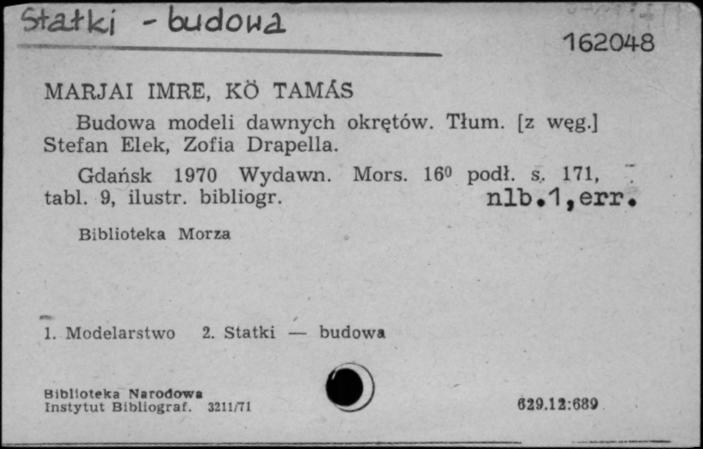 Statki - budowa
162048
MARJAI IMRE, KÖ TAMÁS
Budowa modeli dawnych okrętów. Tłum. [z węg.]
Stefan Elek, Zofia Drapella.
Gdańsk 1970 Wydawn. Mors. 16⁰ podł. s. 171,
tabl. 9, ilustr. bibliogr. nlb.1,err.
Biblioteka Morza
1. Modelarstwo 2. Statki — budowa
Biblioteka Narodowa
Instytut Bibliograf. 3211/71
629.12:689